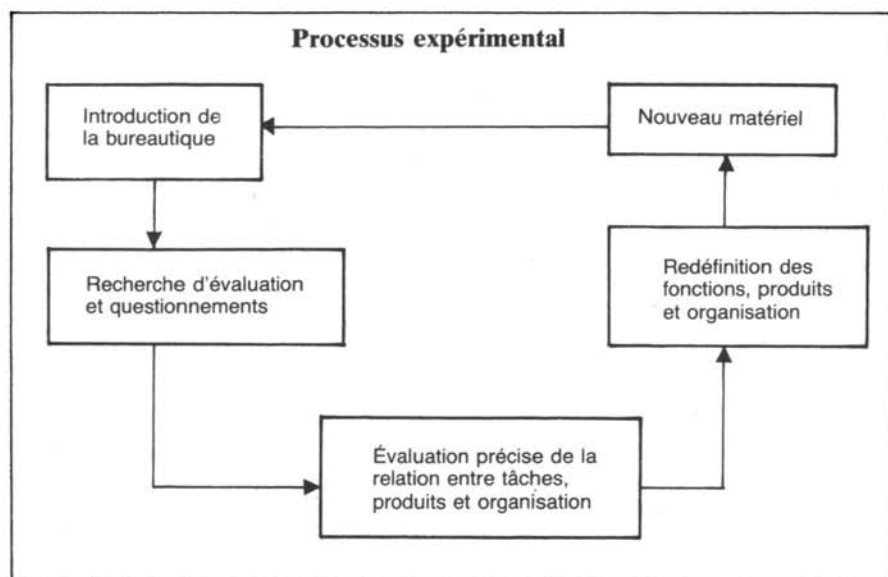 Processus expérimental
Introduction de
la bureautique
Nouveau matériel
Recherche d'évaluation
et questionnements
Redéfinition des
fonctions, produits
et organisation
Évaluation précise de la
relation entre tâches,
produits et organisation